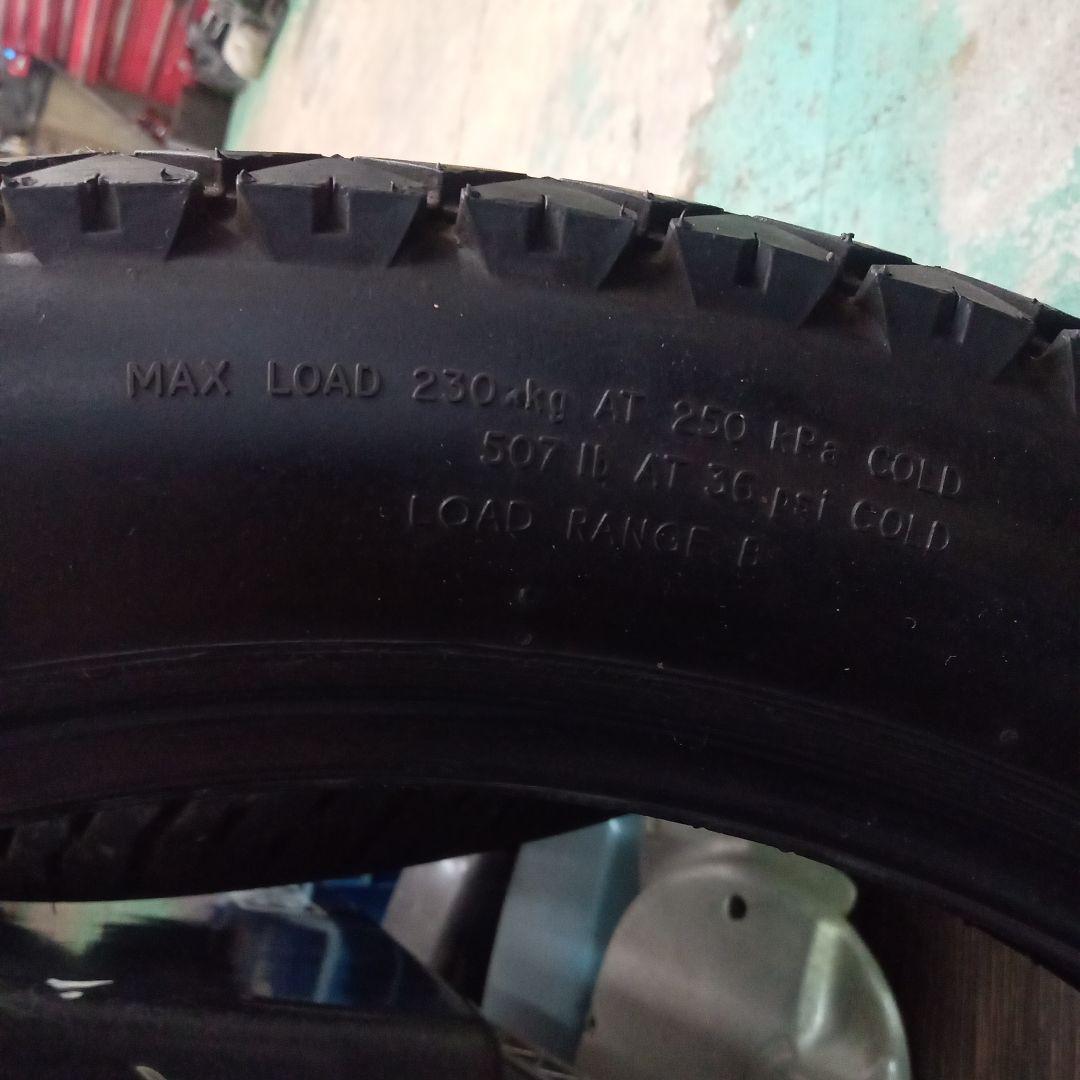 MAX LOAD 230 kg AT 250 kPa COLD
507 lb AT 36 psi COLD
LOAD RANGE B